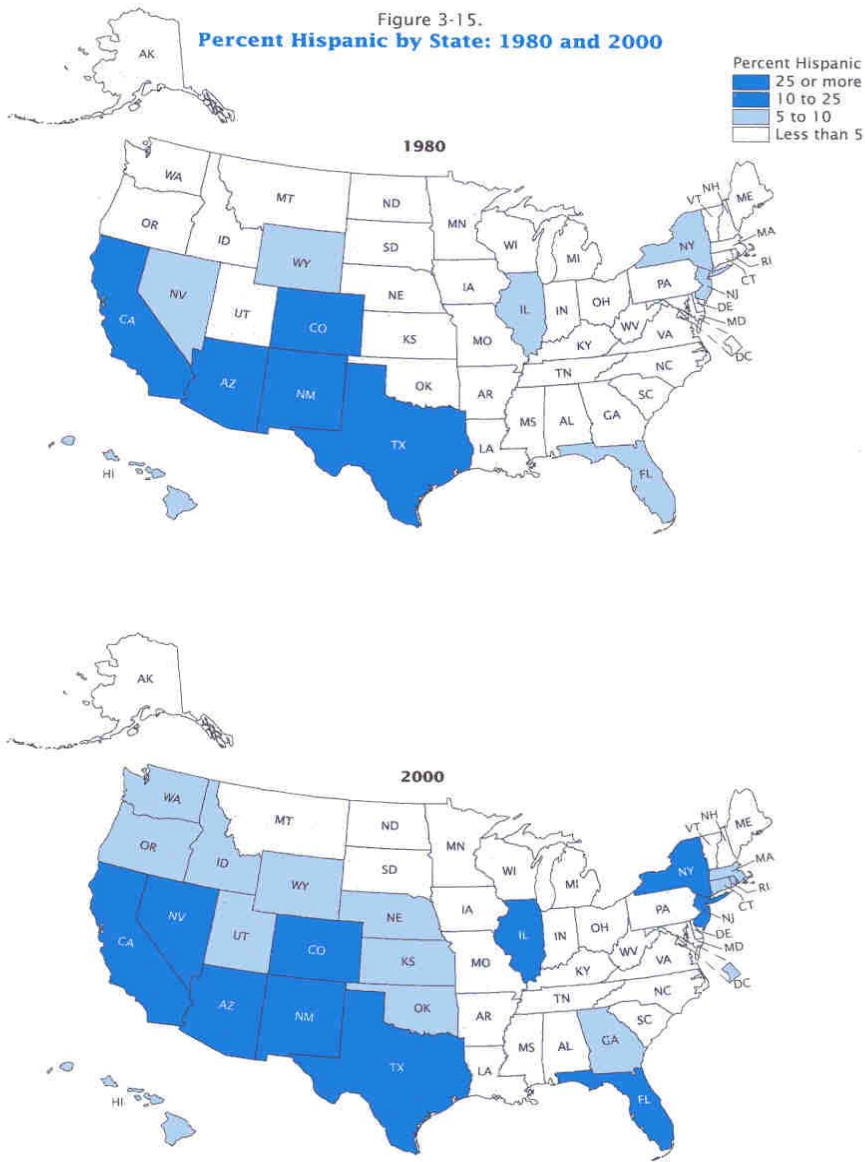 Figure 3-15.
Percent Hispanic by State: 1980 and 2000
Percent Hispanic
25 or more
10 to 25
5 to 10
Less than 5
1980
AK
WA
MT
ND
MN
VT
NH
ME
OR
ID
SD
WI
MI
NY
MA
RI
CT
WY
NE
IA
PA
NJ
NV
UT
CO
IL
IN
OH
DE
MD
CA
KS
MO
WV
VA
DC
KY
AZ
NM
OK
AR
TN
NC
SC
TX
LA
MS
AL
GA
HI
FL
2000
AK
WA
MT
ND
MN
VT
NH
ME
OR
ID
SD
WI
MI
NY
MA
RI
CT
WY
NE
IA
PA
NJ
NV
UT
CO
IL
IN
OH
DE
MD
CA
KS
MO
WV
VA
DC
KY
AZ
NM
OK
AR
TN
NC
SC
TX
LA
MS
AL
GA
HI
FL